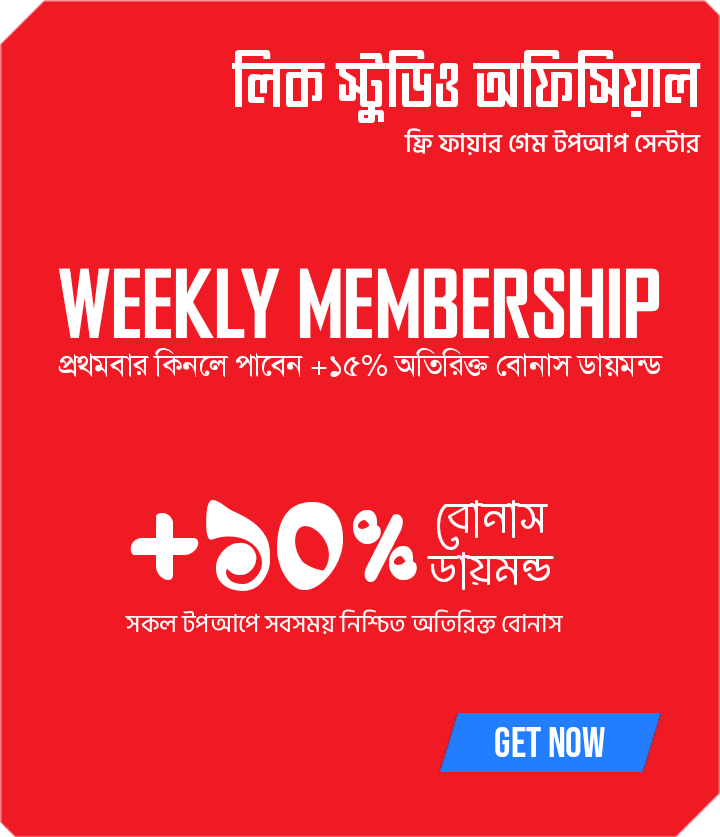 লিক স্টুডিও অফিসিয়াল
ফ্রি ফায়ার গেম টপআপ সেন্টার
WEEKLY MEMBERSHIP
প্রথমবার কিনলে পাবেন +১৫% অতিরিক্ত বোনাস ডায়মন্ড
+১০% বোনাস
ডায়মন্ড
সকল টপআপে সবসময় নিশ্চিত অতিরিক্ত বোনাস
GET NOW